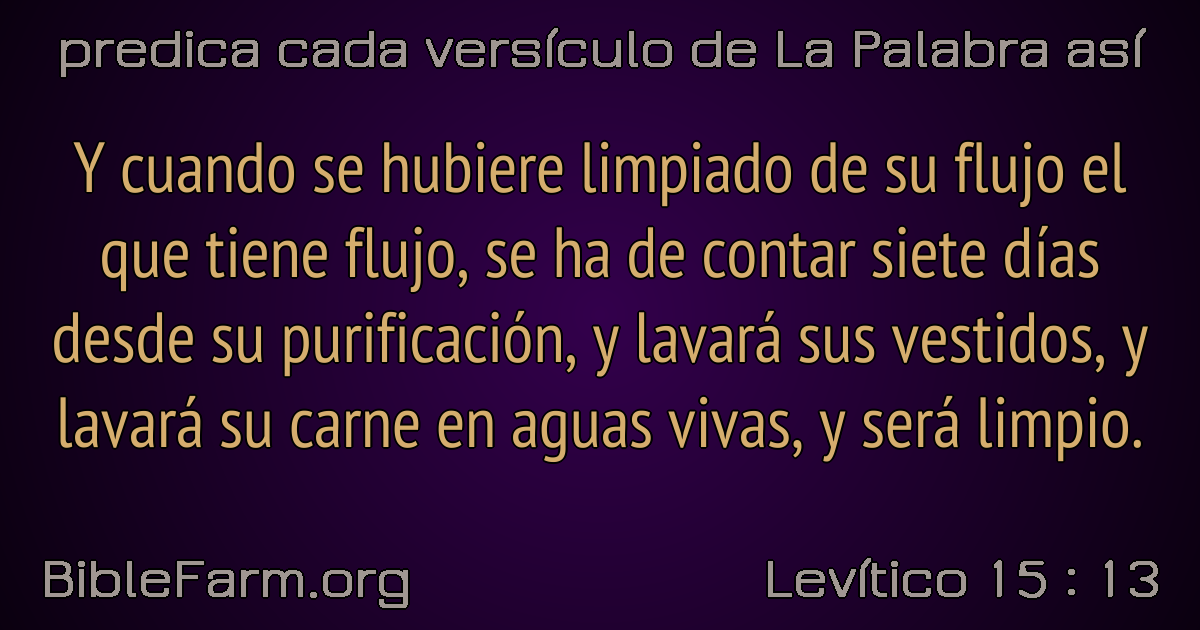 predica cada versículo de La Palabra así
Y cuando se hubiere limpiado de su flujo el
que tiene flujo, se ha de contar siete días
desde su purificación, y lavará sus vestidos, y
lavará su carne en aguas vivas, y será limpio.
BibleFarm.org
Levítico 15 : 13